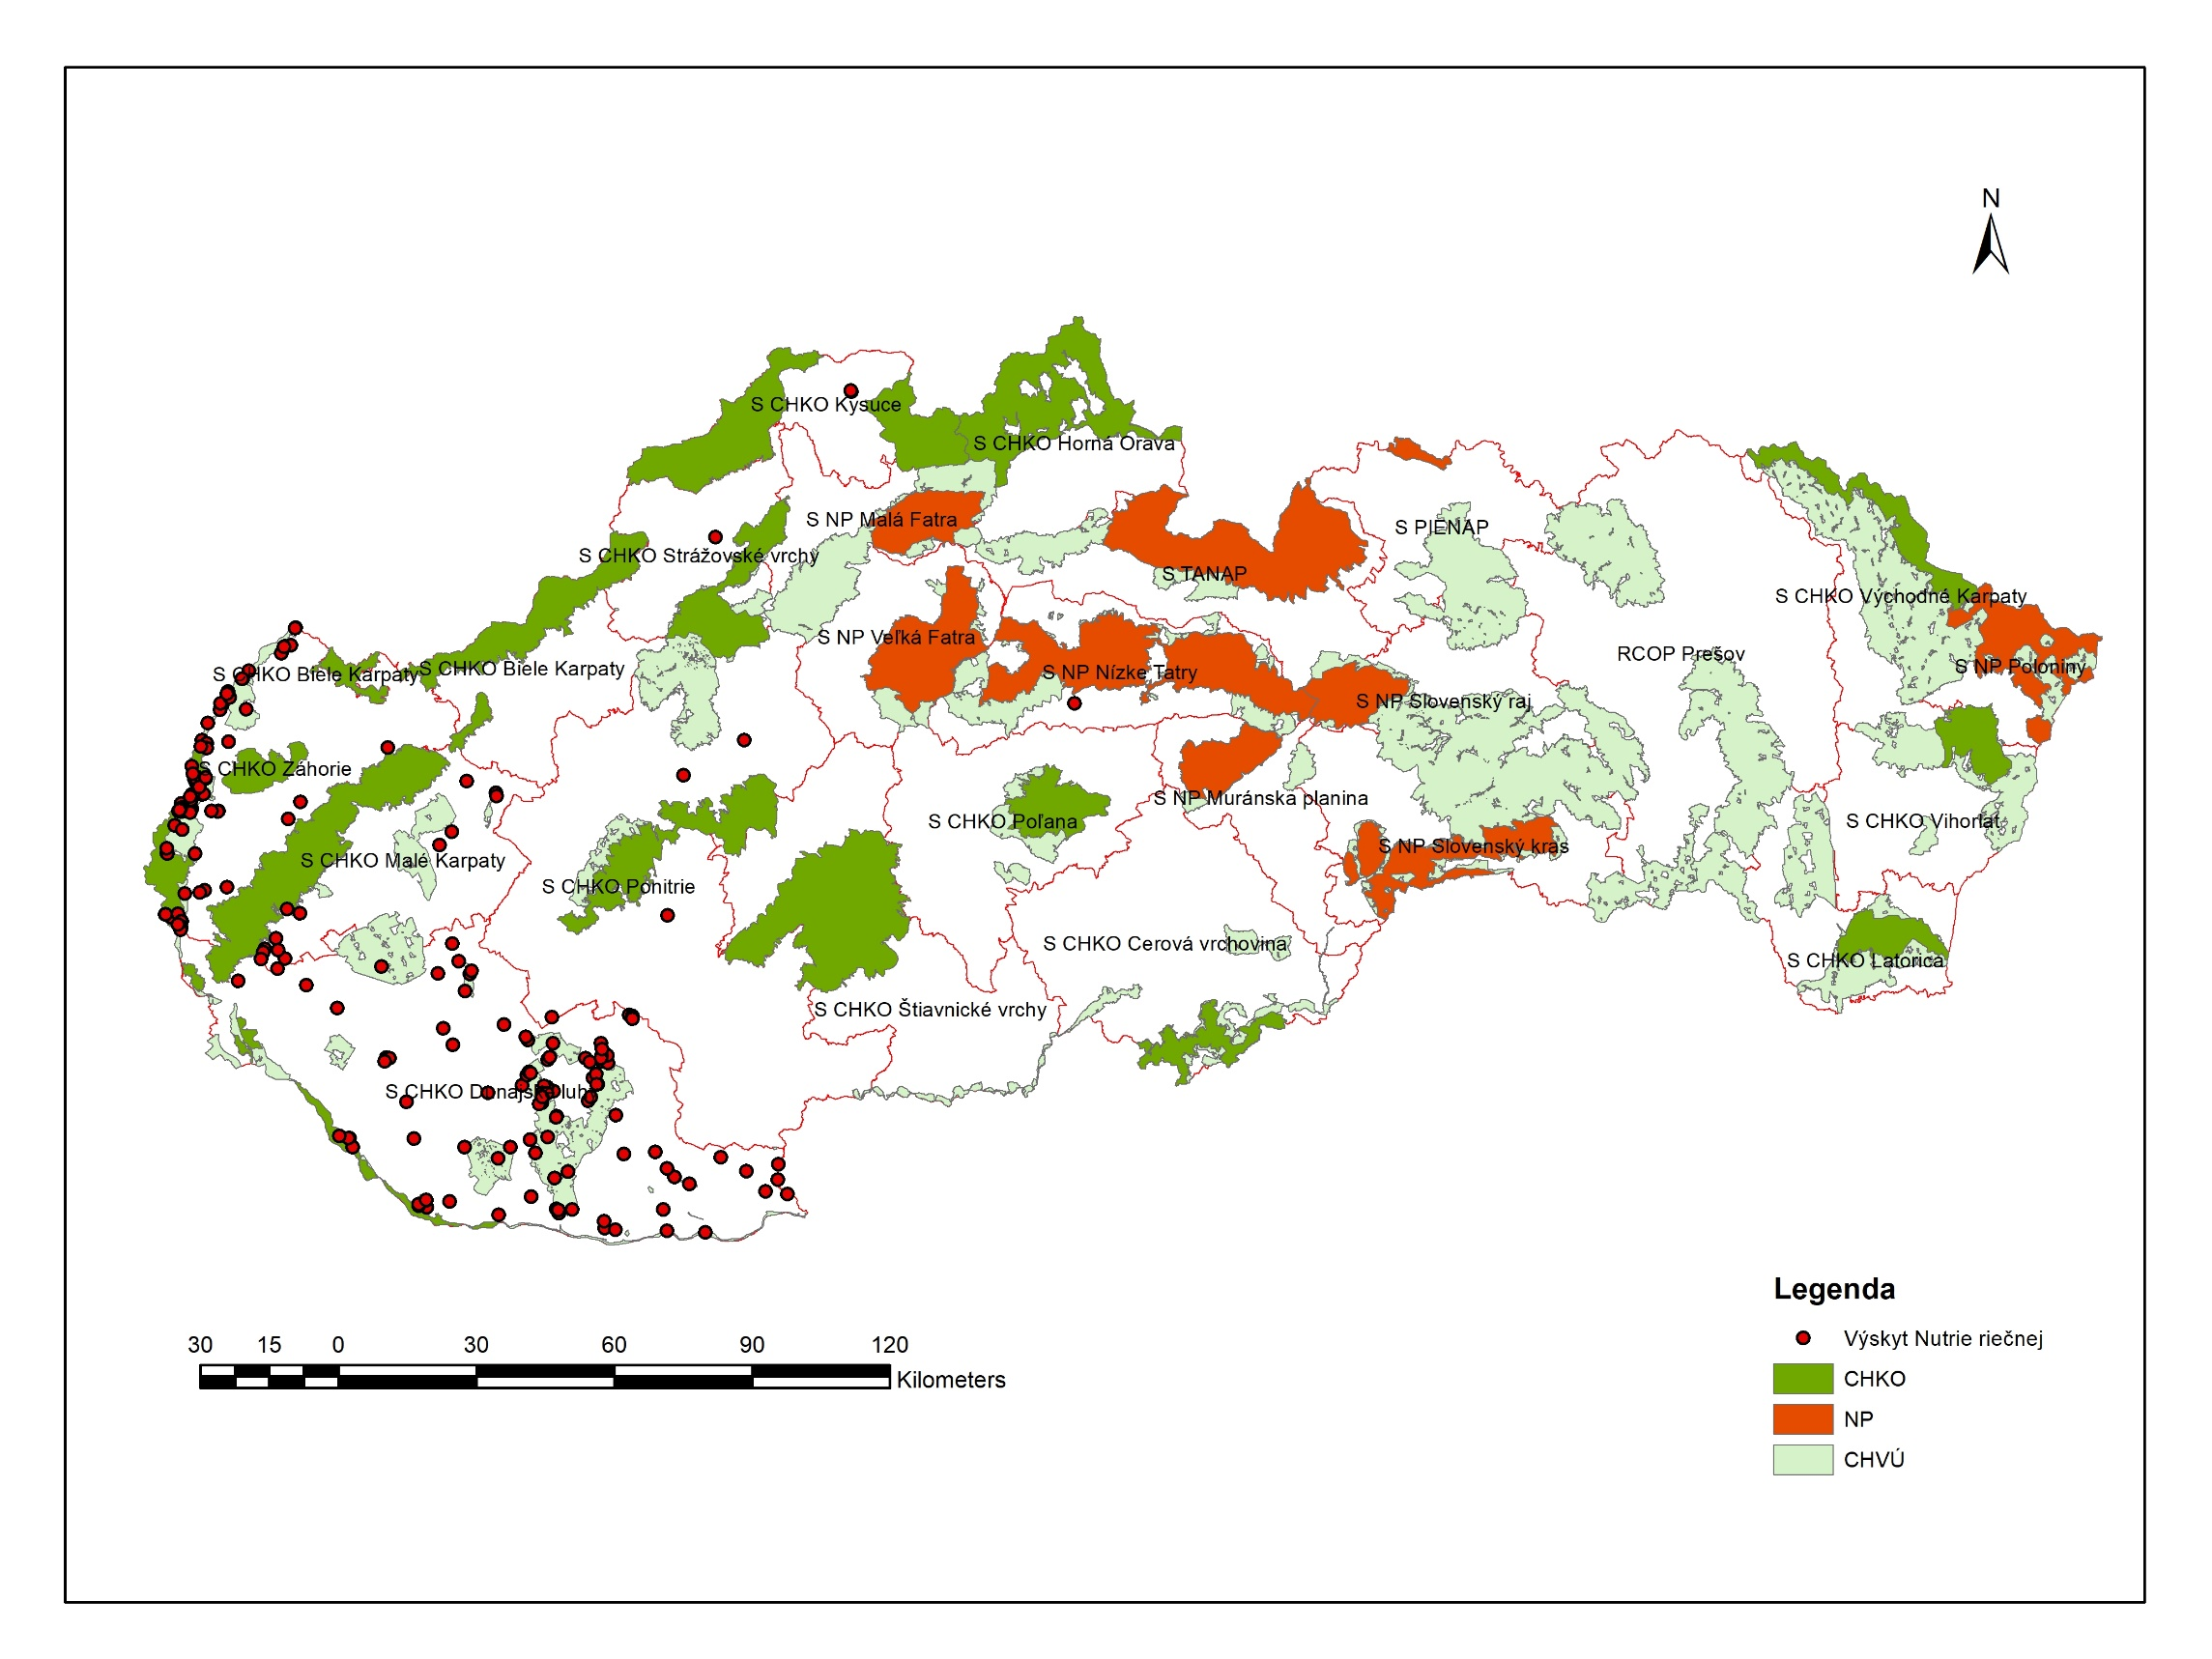 N
S CHKO Kysuce
S CHKO Horná Orava
S NP Malá Fatra
S PIENAP
S CHKO Strážovské vrchy
S TANAP
S CHKO Východné Karpaty
S NP Veľká Fatra
RCOP Prešov
S NP Poloniny
S CHKO Biele Karpaty
S CHKO Biele Karpaty
S NP Nízke Tatry
S NP Slovenský raj
S CHKO Záhorie
S NP Muránska planina
S CHKO Poľana
S CHKO Vihorlat
S NP Slovenský kras
S CHKO Malé Karpaty
S CHKO Ponitrie
S CHKO Cerová vrchovina
S CHKO Latorica
S CHKO Štiavnické vrchy
S CHKO Dunajské luhy
Legenda
Výskyt Nutrie riečnej
CHKO
NP
CHVÚ
30 15 0 30 60 90 120
Kilometers